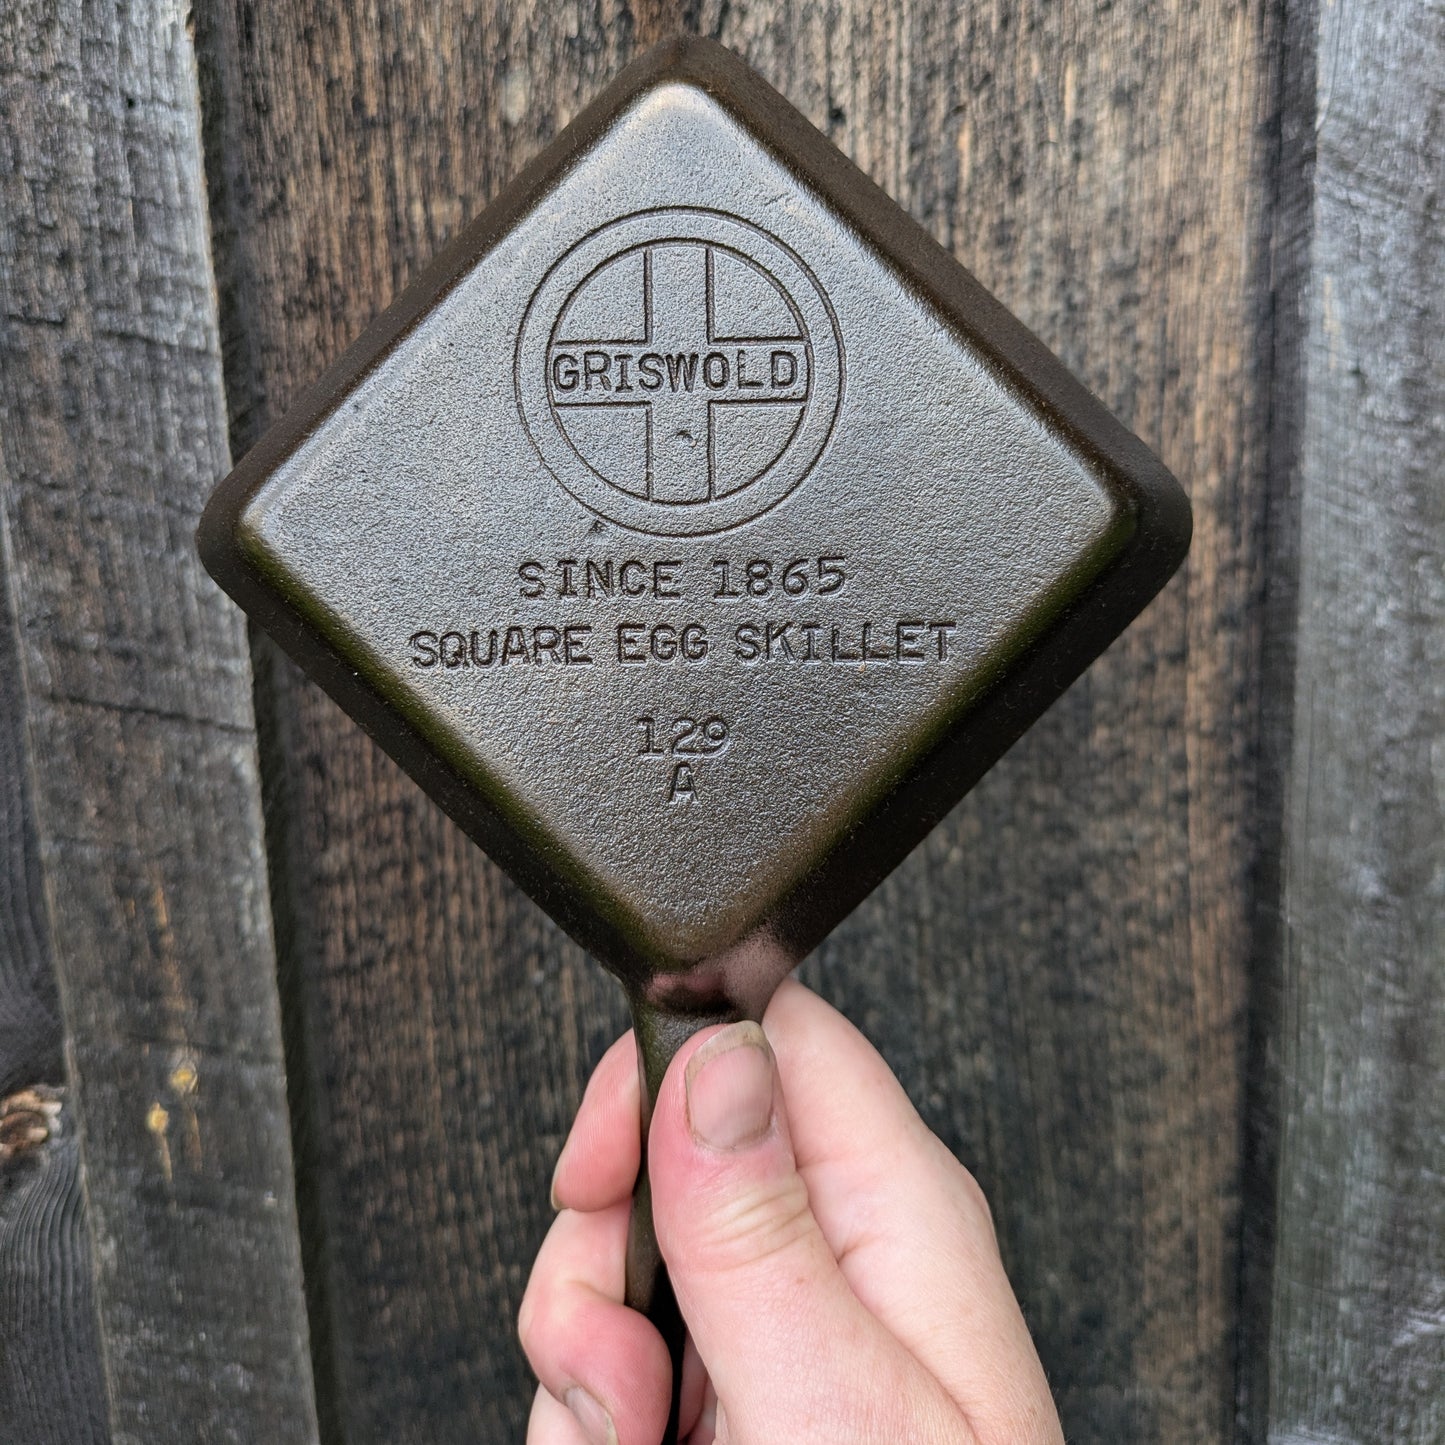 GRISWOLD
SINCE 1865
SQUARE EGG SKILLET
129
A